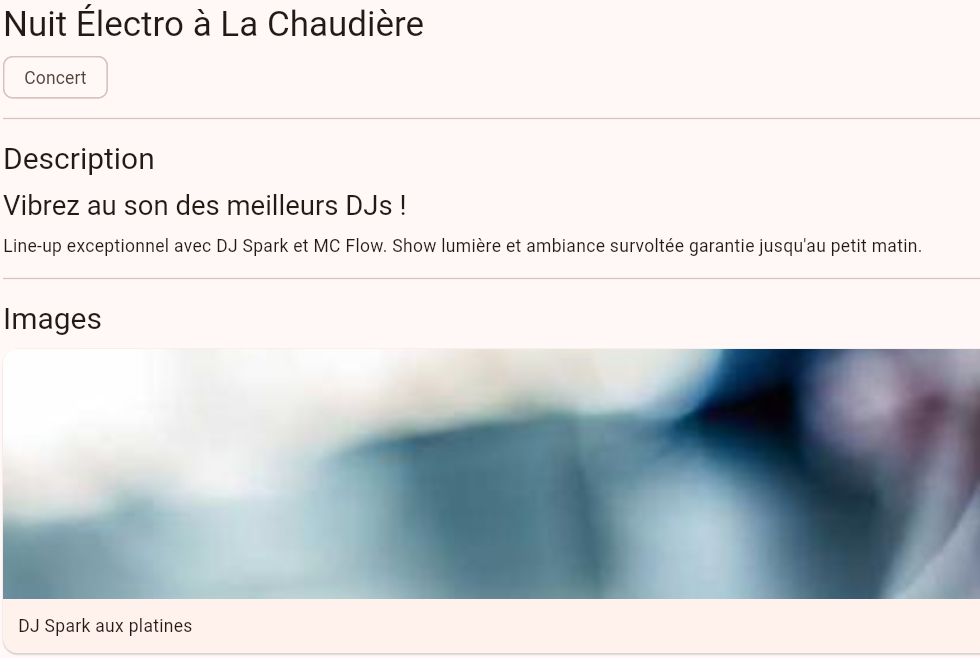 Nuit Électro à La Chaudière
Concert
Description
Vibrez au son des meilleurs DJs !
Line-up exceptionnel avec DJ Spark et MC Flow. Show lumière et ambiance survoltée garantie jusqu'au petit matin.
Images
DJ Spark aux platines